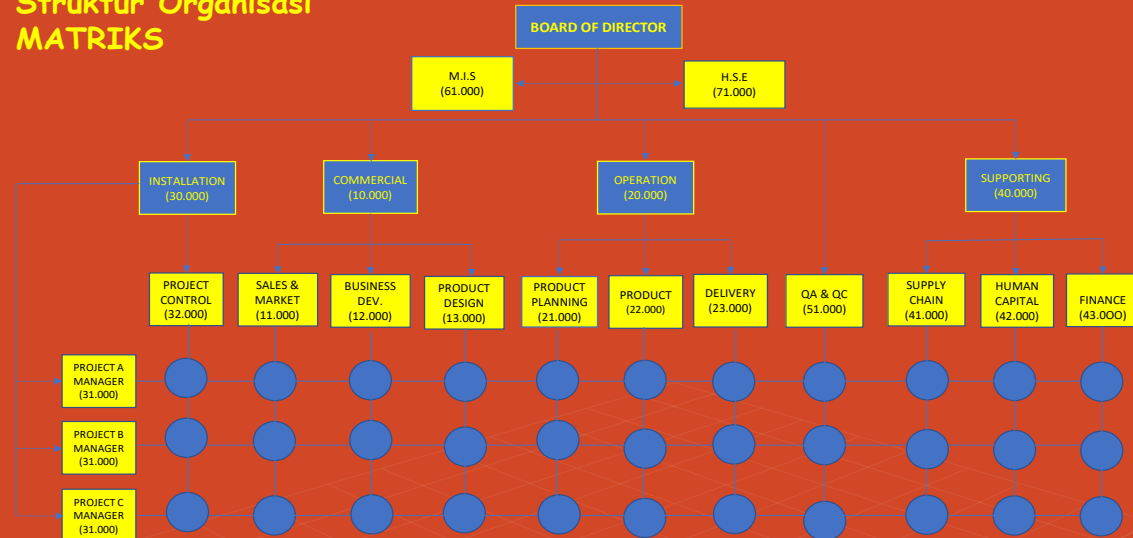 Struktur Organisasi
MATRIKS
BOARD OF DIRECTOR
M.I.S
(61.000)
H.S.E
(71.000)
INSTALLATION
(30.000)
COMMERCIAL
(10.000)
OPERATION
(20.000)
SUPPORTING
(40.000)
PROJECT
CONTROL
(32.000)
SALES &
MARKET
(11.000)
BUSINESS
DEV.
(12.000)
PRODUCT
DESIGN
(13.000)
PRODUCT
PLANNING
(21.000)
PRODUCT
(22.000)
DELIVERY
(23.000)
QA & QC
(51.000)
SUPPLY
CHAIN
(41.000)
HUMAN
CAPITAL
(42.000)
FINANCE
(43.OOO)
PROJECT A
MANAGER
(31.000)
PROJECT B
MANAGER
(31.000)
PROJECT C
MANAGER
(31.000)